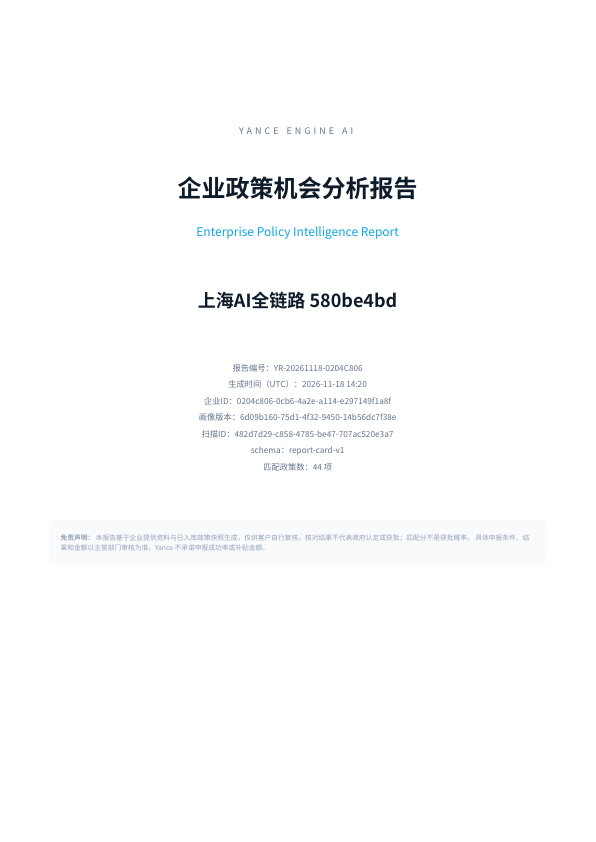 YANCE ENGINE AI
企业政策机会分析报告
Enterprise Policy Intelligence Report
上海AI全链路 580be4bd
报告编号：YR-20261118-0204C806
生成时间（UTC）：2026-11-18 14:20
企业ID：0204c806-0cb6-4a2e-a114-e297149f1a8f
画像版本：6d09b160-75d1-4f32-9450-14b56dc7f38e
扫描ID：482d7d29-c858-4785-be47-707ac520e3a7
schema：report-card-v1
匹配政策数：44 项
免责声明： 本报告基于企业提供资料与已入库政策快照生成，仅供客户自行复核。核对结果不代表政府认定或获批；匹配分不是获批概率。 具体申报条件、结
果和金额以主管部门审核为准。Yance 不承诺申报成功率或补贴金额。